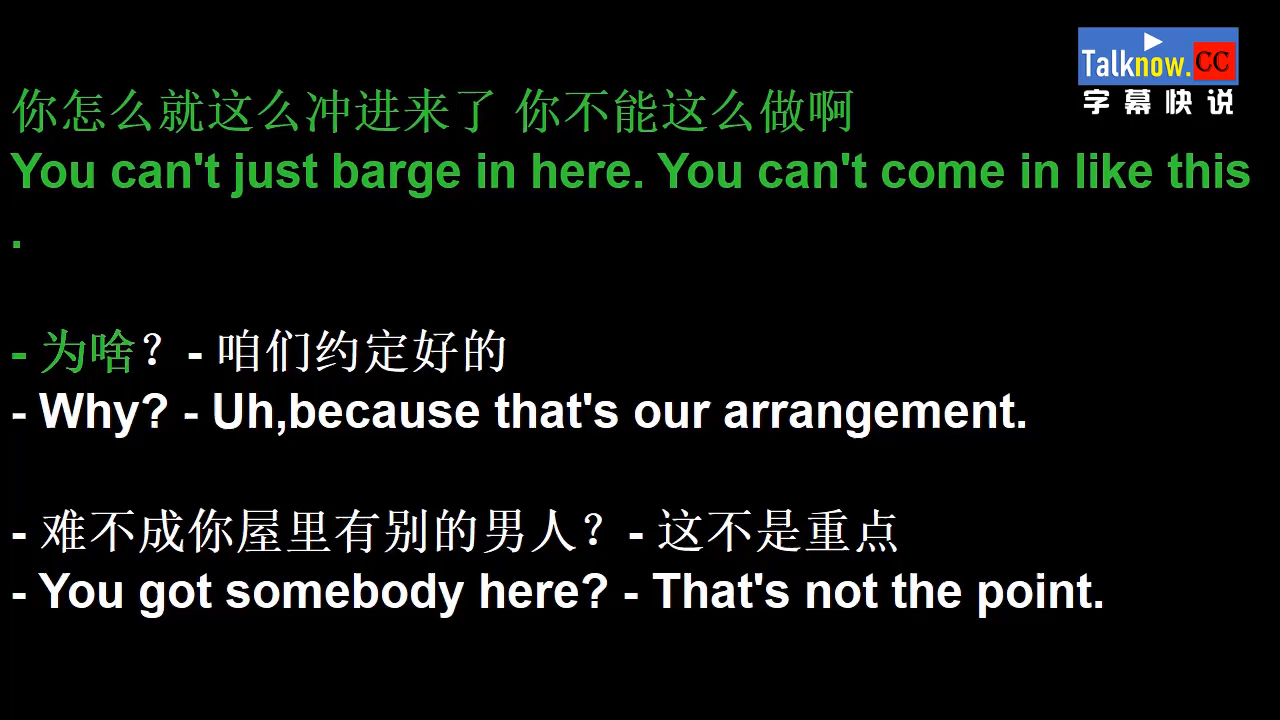 Talknow.CC
字幕快说
你怎么就这么冲进来了 你不能这么做啊
You can't just barge in here. You can't come in like this
.
- 为啥？- 咱们约定好的
- Why? - Uh,because that's our arrangement.
- 难不成你屋里有别的男人？- 这不是重点
- You got somebody here? - That's not the point.